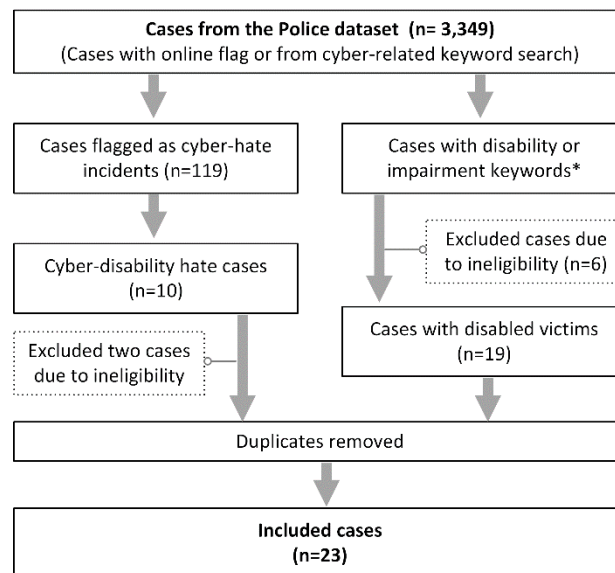 Cases from the Police dataset (n= 3,349)
(Cases with online flag or from cyber-related keyword search)
Cases flagged as cyber-hate
incidents (n=119)
Cases with disability or
impairment keywords*
Excluded cases due
to ineligibility (n=6)
Cyber-disability hate cases
(n=10)
Cases with disabled victims
(n=19)
Excluded two cases
due to ineligibility
Duplicates removed
Included cases
(n=23)